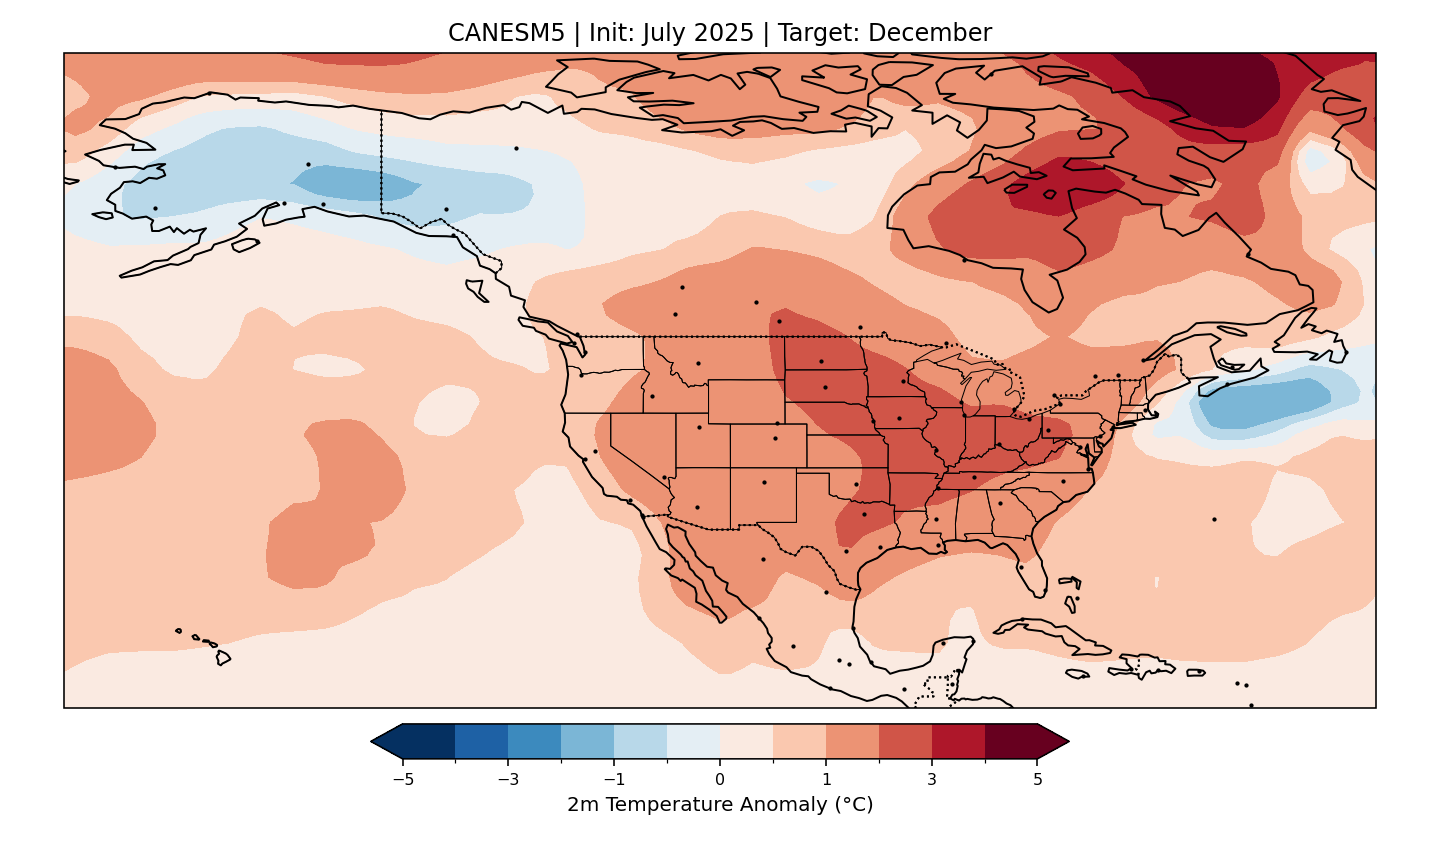 CANESM5 | Init: July 2025 | Target: December
−5 −3 −1 0 1 3 5
2m Temperature Anomaly (°C)